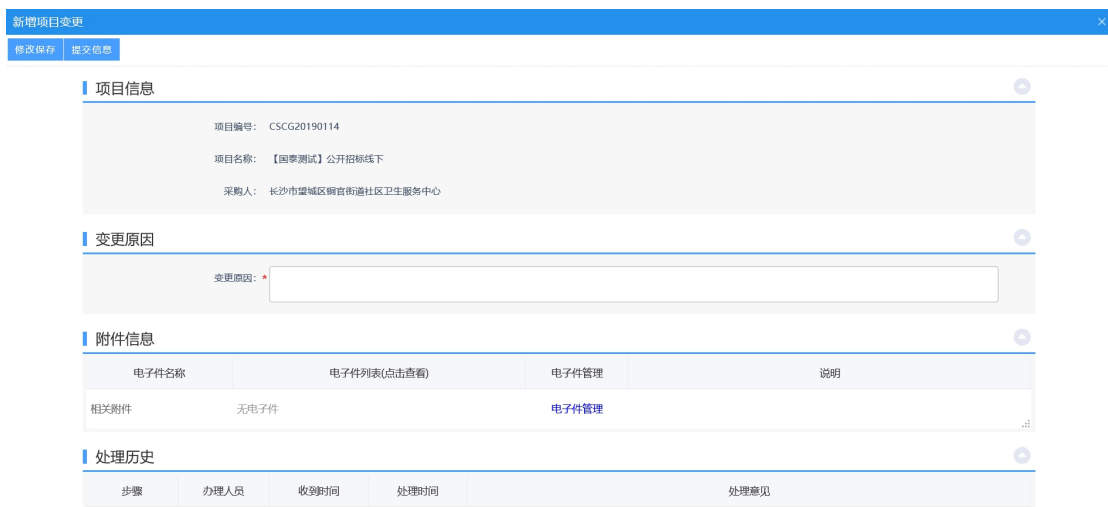 新增项目变更
修改保存 提交信息
项目信息
项目编号: CSCG20190114
项目名称: 【国泰测试】公开招标线下
采购人: 长沙市望城区铜官街道社区卫生服务中心
变更原因
变更原因: *
附件信息
电子件名称 电子件列表(点击查看) 电子件管理 说明
相关附件 无电子件 电子件管理
处理历史
步骤 办理人员 收到时间 处理时间 处理意见